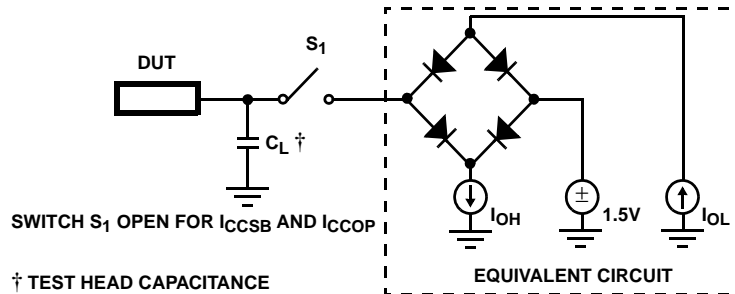 S1
DUT
CL †
IOH
±
1.5V
IOL
SWITCH S1 OPEN FOR ICCSB AND ICCOP
† TEST HEAD CAPACITANCE
EQUIVALENT CIRCUIT